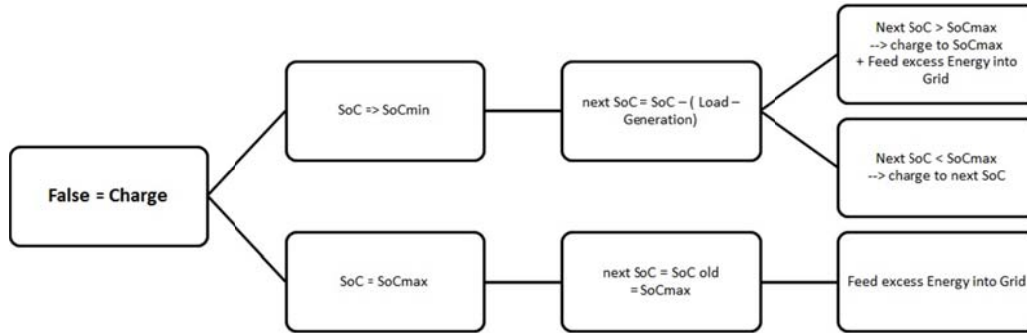 False = Charge
SoC => SoCmin
next SoC = SoC – ( Load –
Generation)
Next SoC > SoCmax
--> charge to SoCmax
+ Feed excess Energy into
Grid
Next SoC < SoCmax
--> charge to next SoC
SoC = SoCmax
next SoC = SoC old
=SoCmax
Feed excess Energy into Grid